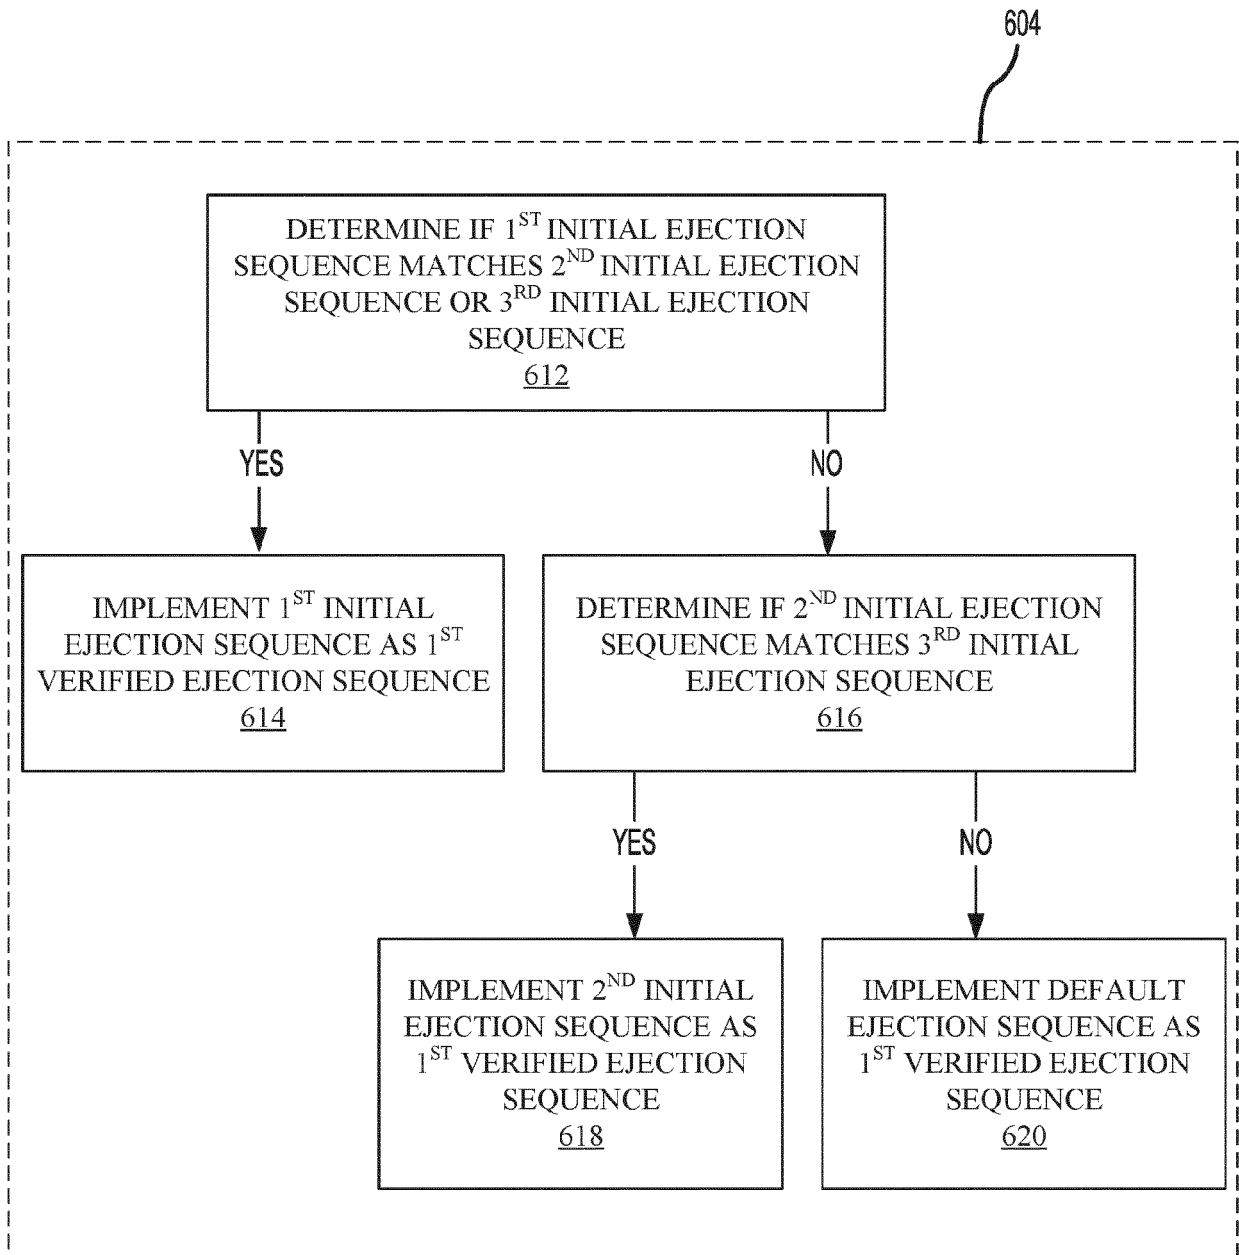 604
DETERMINE IF 1ST INITIAL EJECTION
SEQUENCE MATCHES 2ND INITIAL EJECTION
SEQUENCE OR 3RD INITIAL EJECTION
SEQUENCE
612
YES
NO
IMPLEMENT 1ST INITIAL
EJECTION SEQUENCE AS 1ST
VERIFIED EJECTION SEQUENCE
614
DETERMINE IF 2ND INITIAL EJECTION
SEQUENCE MATCHES 3RD INITIAL
EJECTION SEQUENCE
616
YES
NO
IMPLEMENT 2ND INITIAL
EJECTION SEQUENCE AS
1ST VERIFIED EJECTION
SEQUENCE
618
IMPLEMENT DEFAULT
EJECTION SEQUENCE AS
1ST VERIFIED EJECTION
SEQUENCE
620